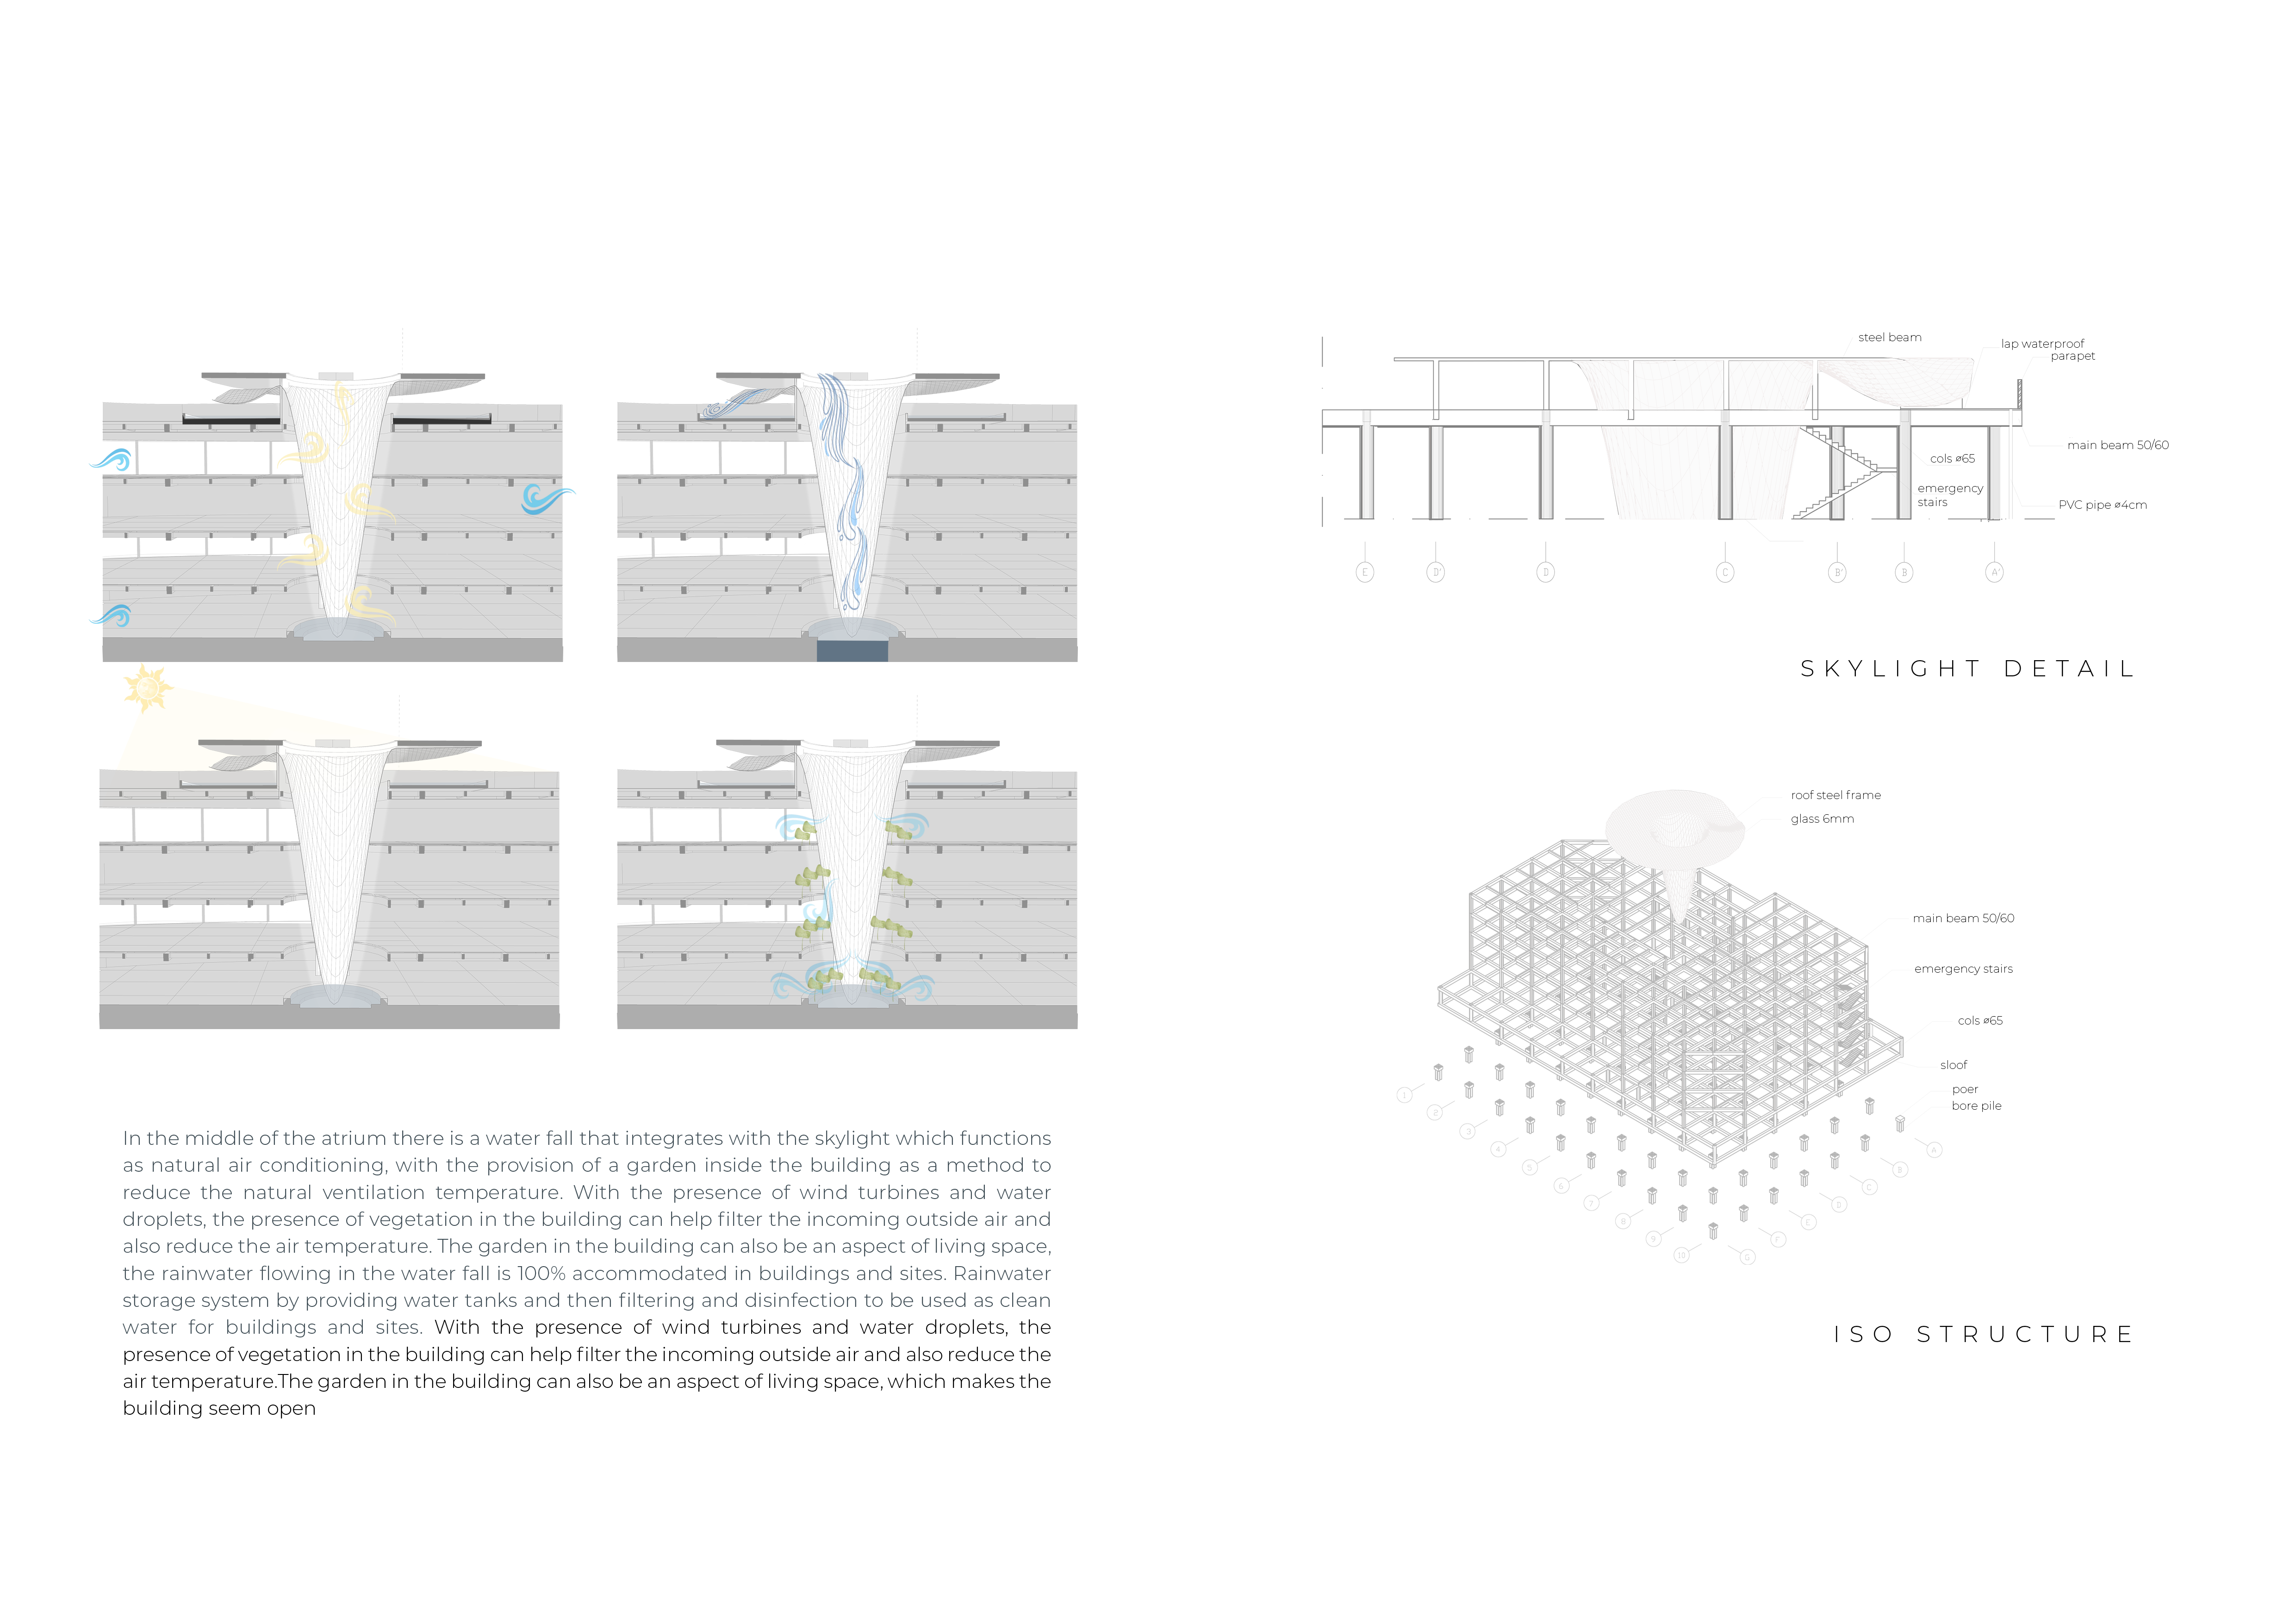 In the middle of the atrium there is a water fall that integrates with the skylight which functions
as natural air conditioning, with the provision of a garden inside the building as a method to
reduce the natural ventilation temperature. With the presence of wind turbines and water
droplets, the presence of vegetation in the building can help filter the incoming outside air and
also reduce the air temperature. The garden in the building can also be an aspect of living space,
the rainwater flowing in the water fall is 100% accommodated in buildings and sites. Rainwater
storage system by providing water tanks and then filtering and disinfection to be used as clean
water for buildings and sites. With the presence of wind turbines and water droplets, the
presence of vegetation in the building can help filter the incoming outside air and also reduce the
air temperature.The garden in the building can also be an aspect of living space, which makes the
building seem open
steel beam
lap waterproof
parapet
main beam 50/60
cols ø65
emergency
stairs
PVC pipe ø4cm
E
D'
D
C
B'
B
A'
SKYLIGHT DETAIL
roof steel frame
glass 6mm
main beam 50/60
emergency stairs
cols ø65
sloof
poer
bore pile
1
2
3
4
5
6
7
8
9
10
A
B
C
D
E
F
G
ISO STRUCTURE